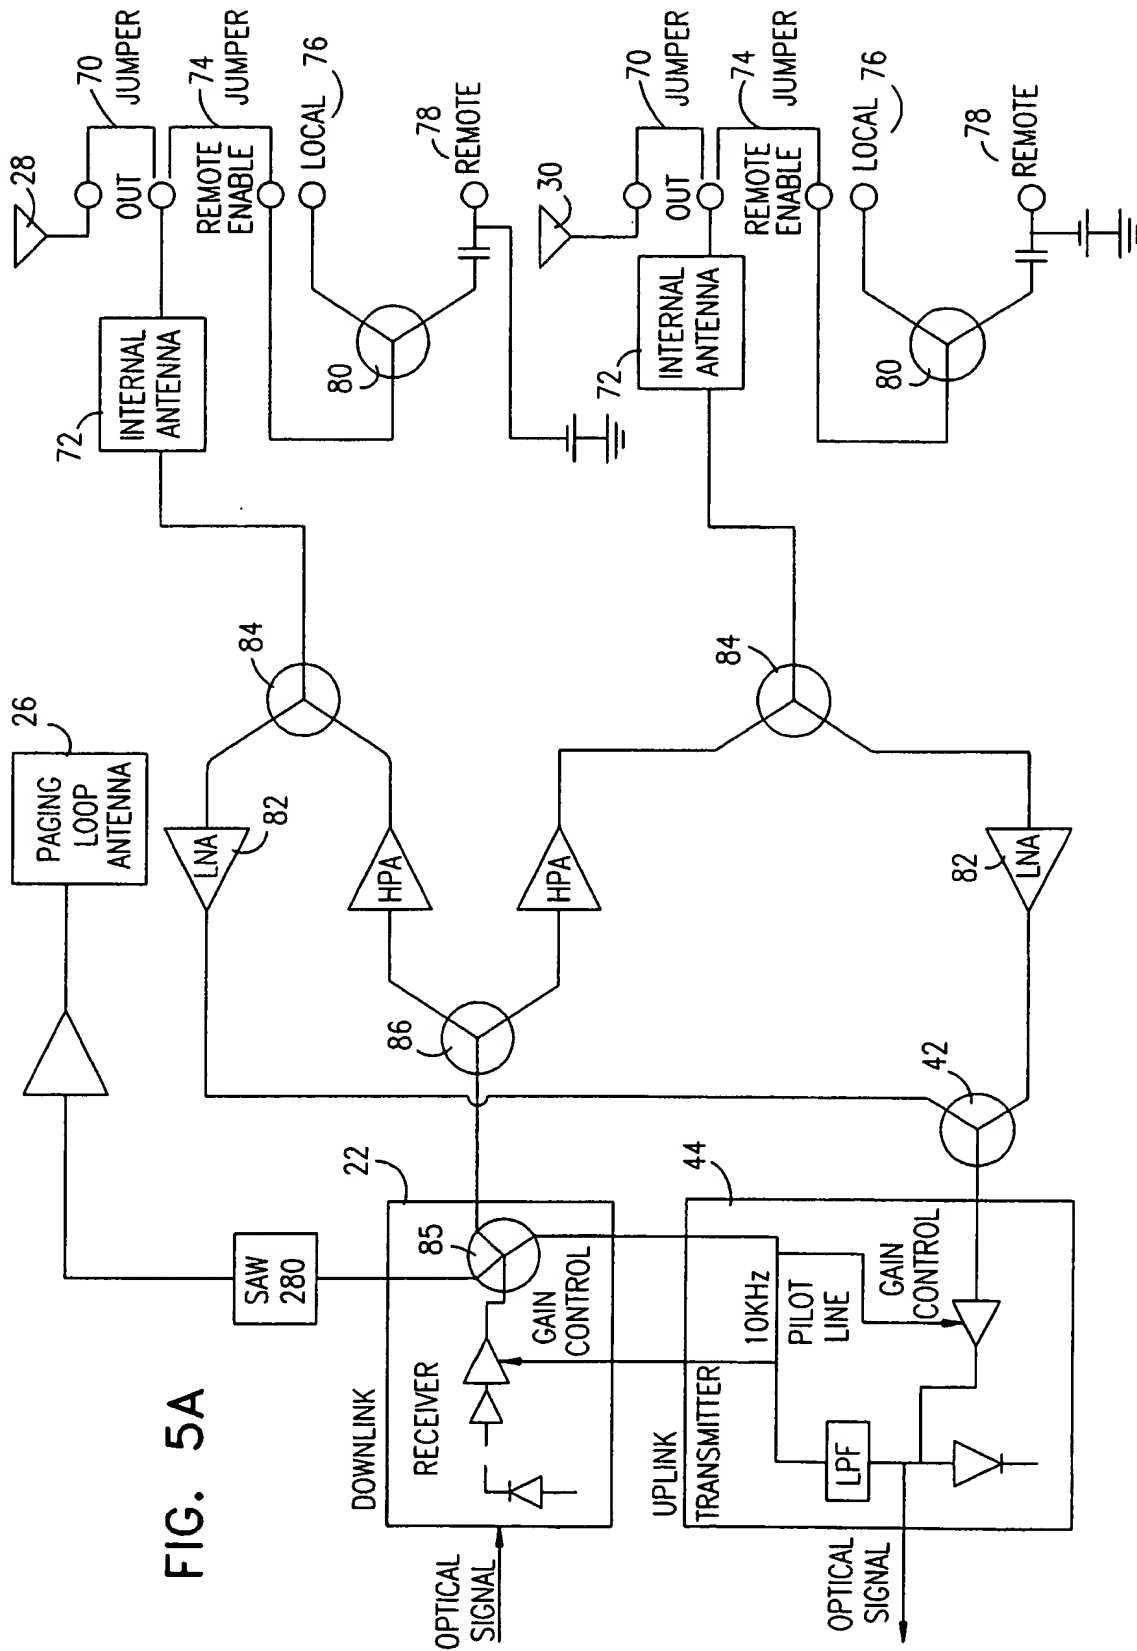 FIG. 5A
OPTICAL
SIGNAL
DOWNLINK
RECEIVER
GAIN
CONTROL
22
85
SAW
280
PAGING
LOOP
ANTENNA
26
86
HPA
HPA
LNA
82
84
INTERNAL
ANTENNA
72
28
OUT
70
JUMPER
REMOTE
ENABLE
74
JUMPER
LOCAL
76
78
REMOTE
80
OPTICAL
SIGNAL
UPLINK
TRANSMITTER
LPF
10KHz
PILOT
LINE
GAIN
CONTROL
44
42
LNA
82
84
INTERNAL
ANTENNA
72
30
OUT
70
JUMPER
REMOTE
ENABLE
74
JUMPER
LOCAL
76
78
REMOTE
80